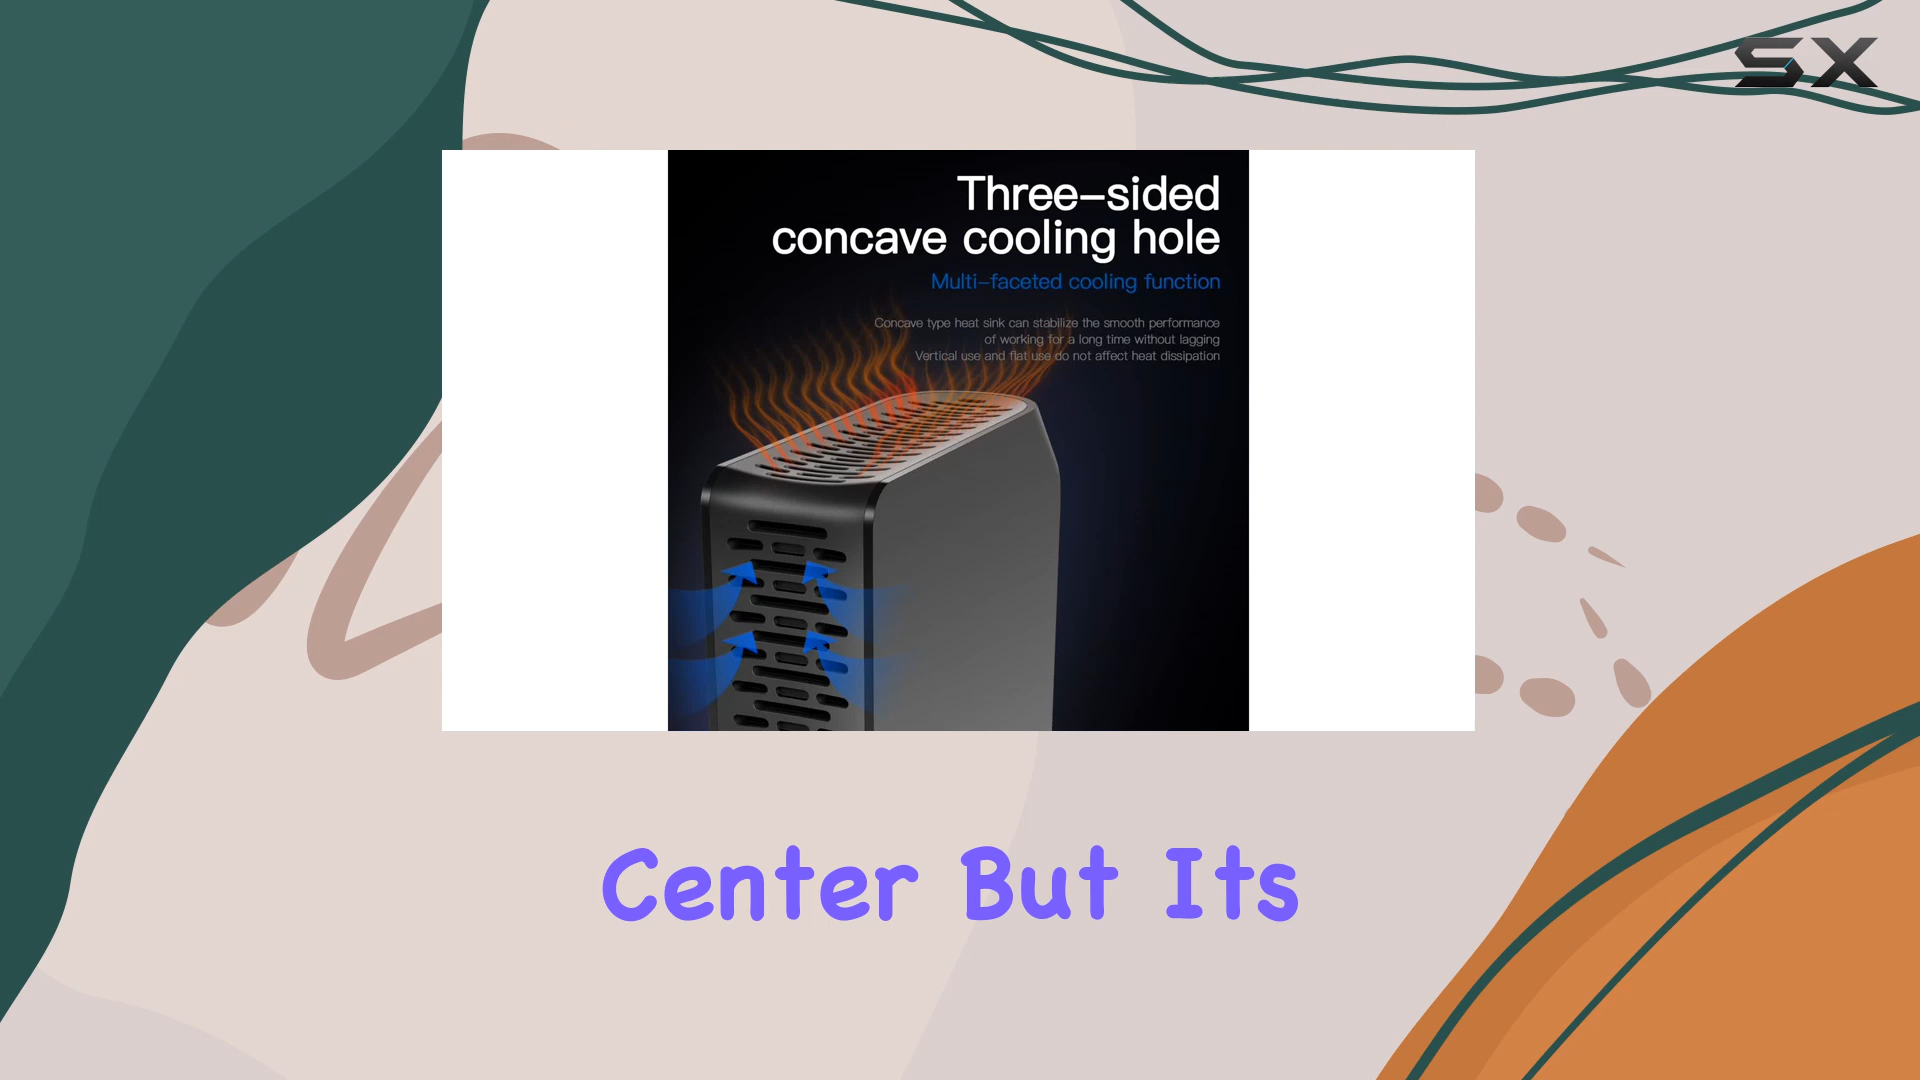 SX
Three-sided
concave cooling hole
Multi-faceted cooling function
Concave type heat sink can stabilize the smooth performance
of working for a long time without lagging
Vertical use and flat use do not affect heat dissipation
Center But Its